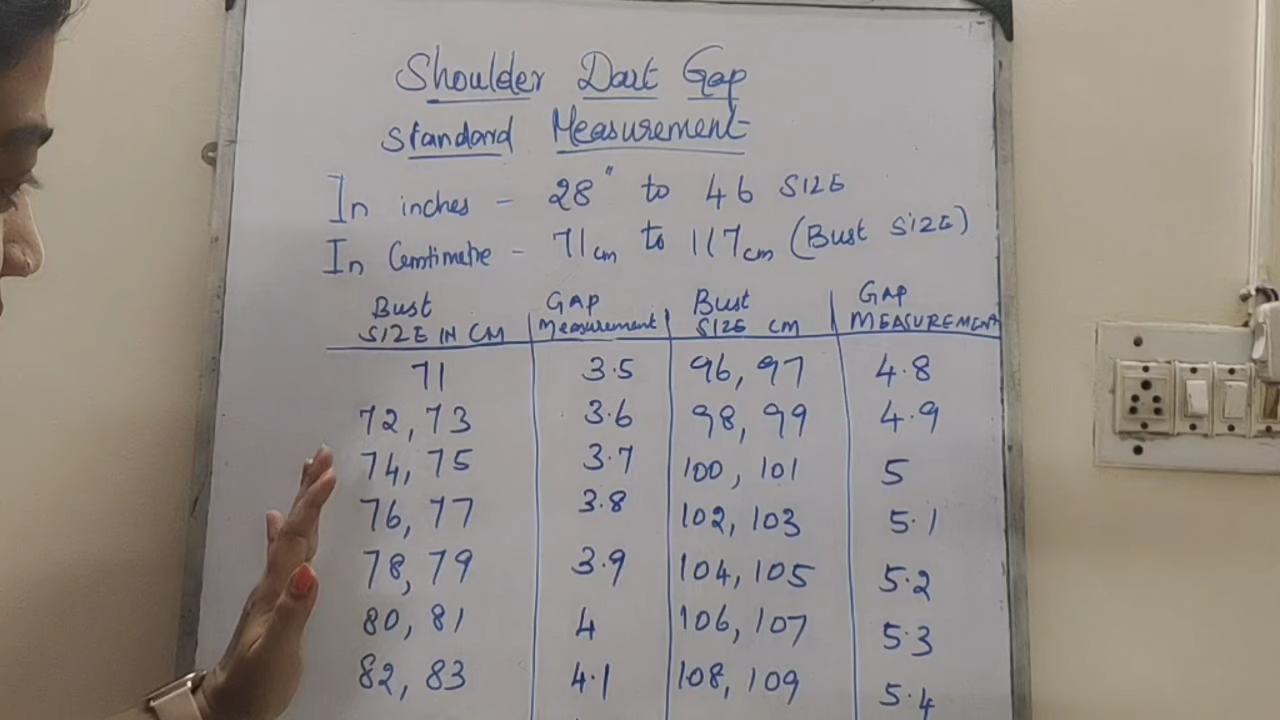 Shoulder Dart Gap
Standard Measurement
In inches - 28" to 46 SIZE
In Centimetre - 71cm to 117cm (Bust SIZE)
Bust SIZE IN CM | GAP Measurement | Bust SIZE CM | GAP MEASUREMENT
71 3.5 96, 97 4.8
72, 73 3.6 98, 99 4.9
74, 75 3.7 100, 101 5
76, 77 3.8 102, 103 5.1
78, 79 3.9 104, 105 5.2
80, 81 4 106, 107 5.3
82, 83 4.1 108, 109 5.4